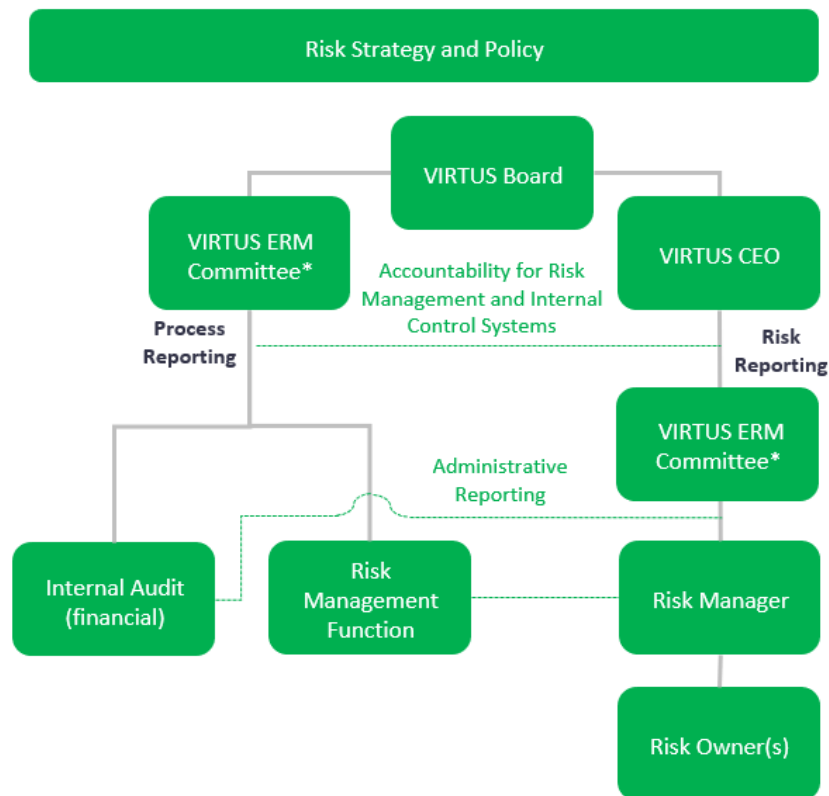 Risk Strategy and Policy
VIRTUS Board
VIRTUS ERM
Committee*
VIRTUS CEO
Accountability for Risk
Management and Internal
Control Systems
Process
Reporting
Risk
Reporting
VIRTUS ERM
Committee*
Administrative
Reporting
Internal Audit
(financial)
Risk
Management
Function
Risk Manager
Risk Owner(s)